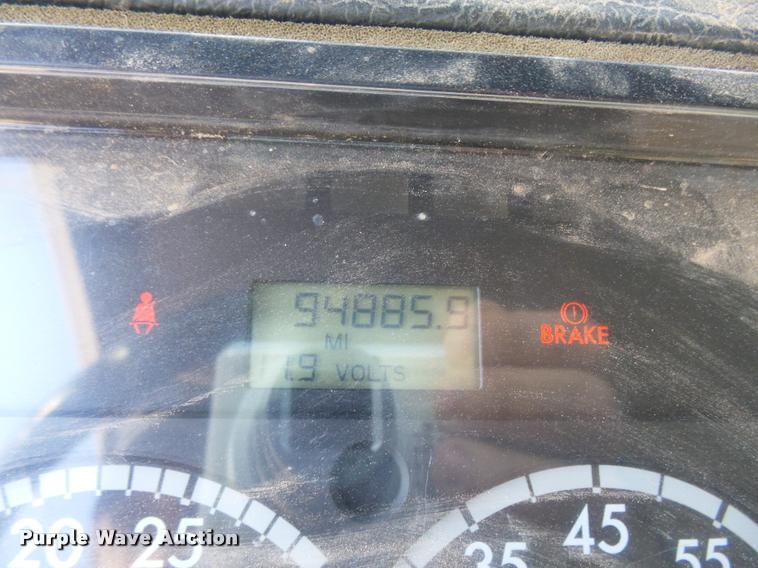 94885.9
MI
1.9 VOLTS
BRAKE
20 25
35 45 55
Purple Wave Auction